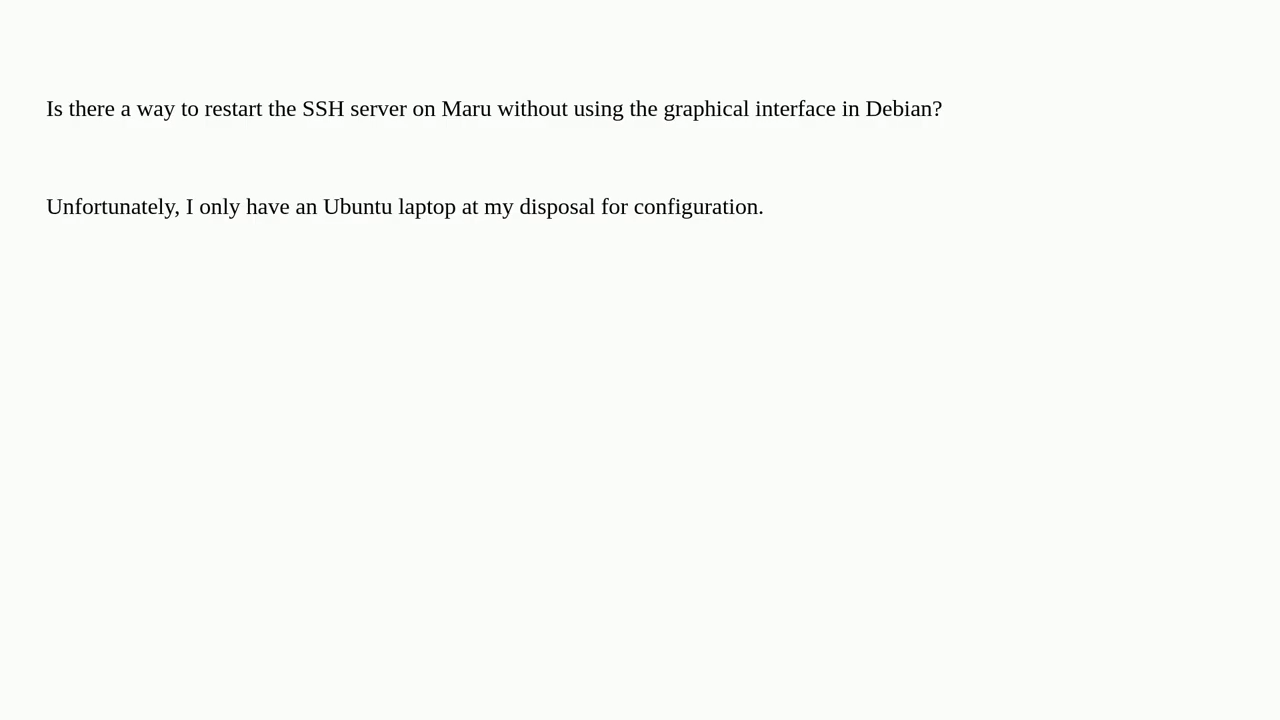 Is there a way to restart the SSH server on Maru without using the graphical interface in Debian?
Unfortunately, I only have an Ubuntu laptop at my disposal for configuration.